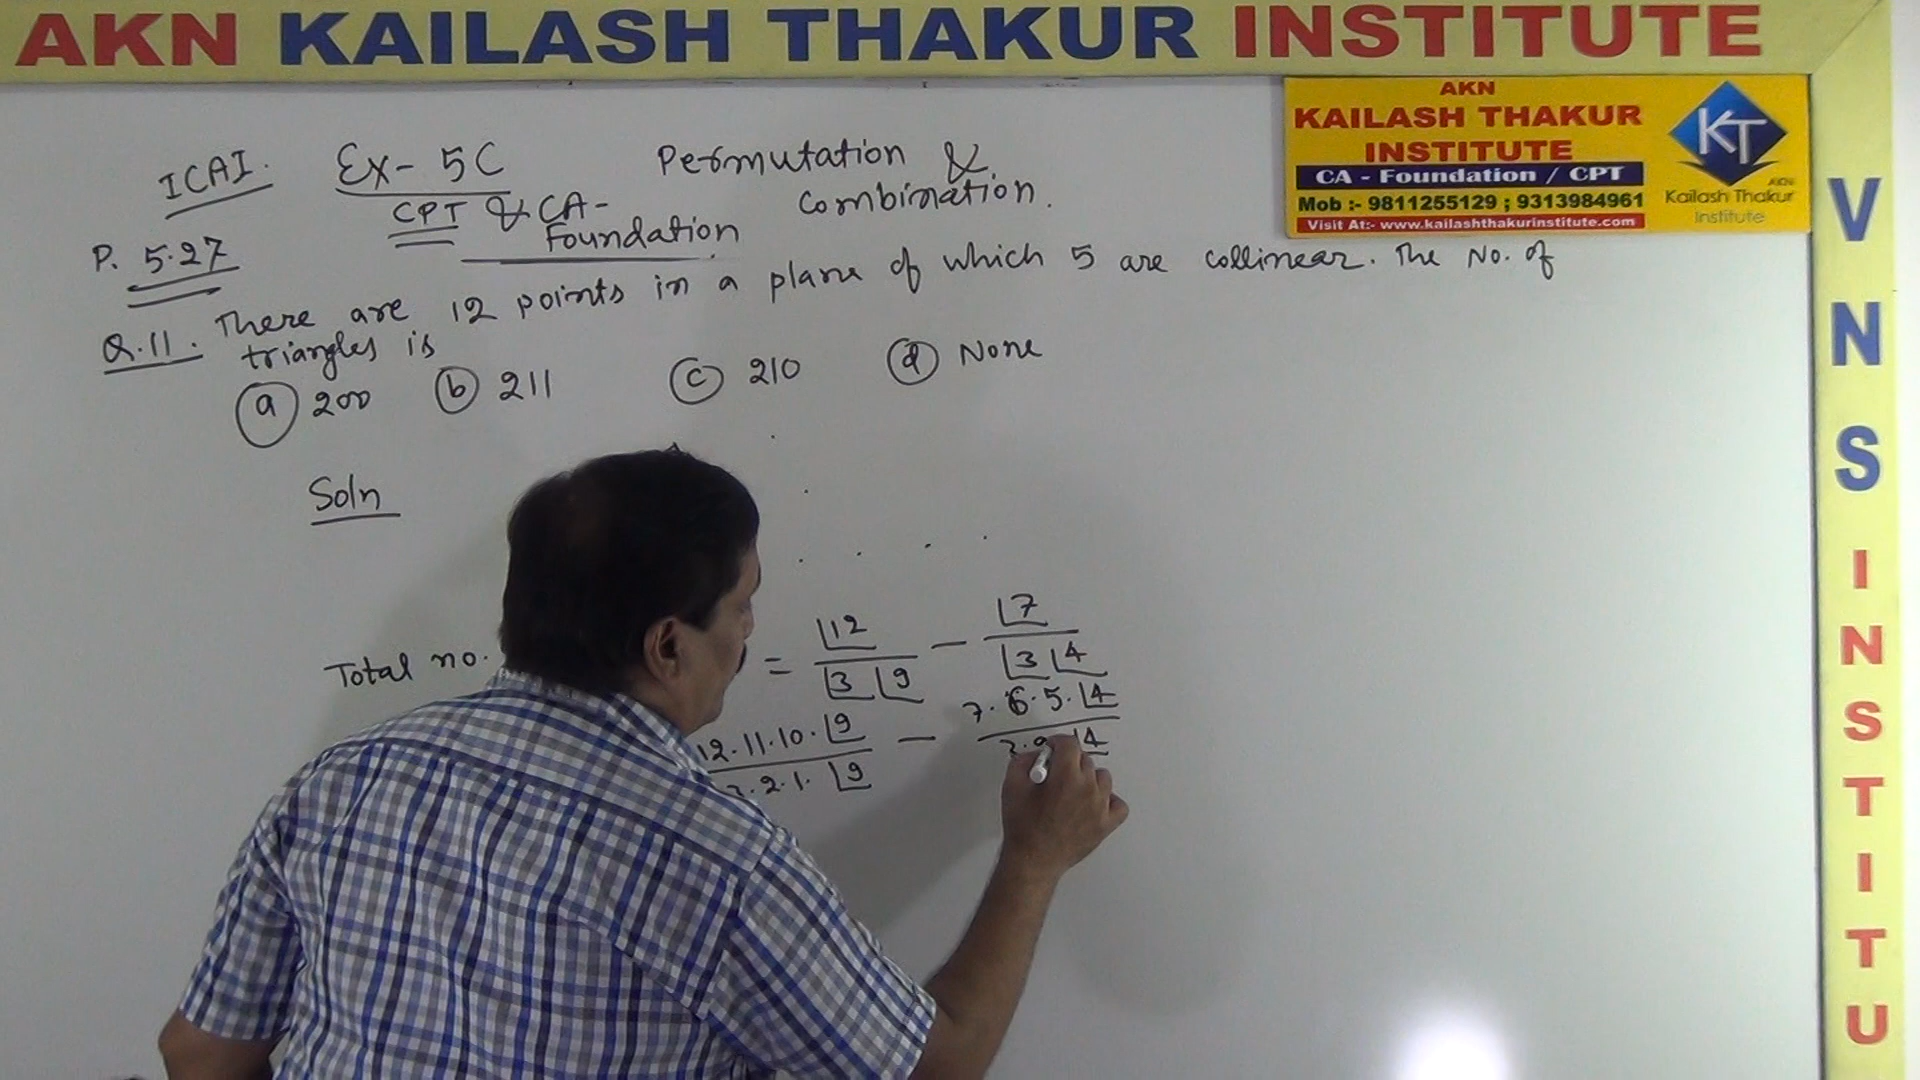 AKN KAILASH THAKUR INSTITUTE
AKN
KAILASH THAKUR
INSTITUTE
CA - Foundation / CPT
Mob :- 9811255129 ; 9313984961
Visit At:- www.kailashthakurinstitute.com
KT
AKN
Kailash Thakur
Institute
VNS INSTITU
ICAI. Ex- 5C Permutation &
CPT & CA- Combination.
Foundation
P. 5.27
Q.11. There are 12 points in a plane of which 5 are collinear. The No. of
triangles is
(a) 200 (b) 211 (c) 210 (d) None
Soln
Total no. = |12 / |3 |9 − |7 / |3 |4
12.11.10. |9 / 3.2.1. |9 − 7.6.5. |4 / |4